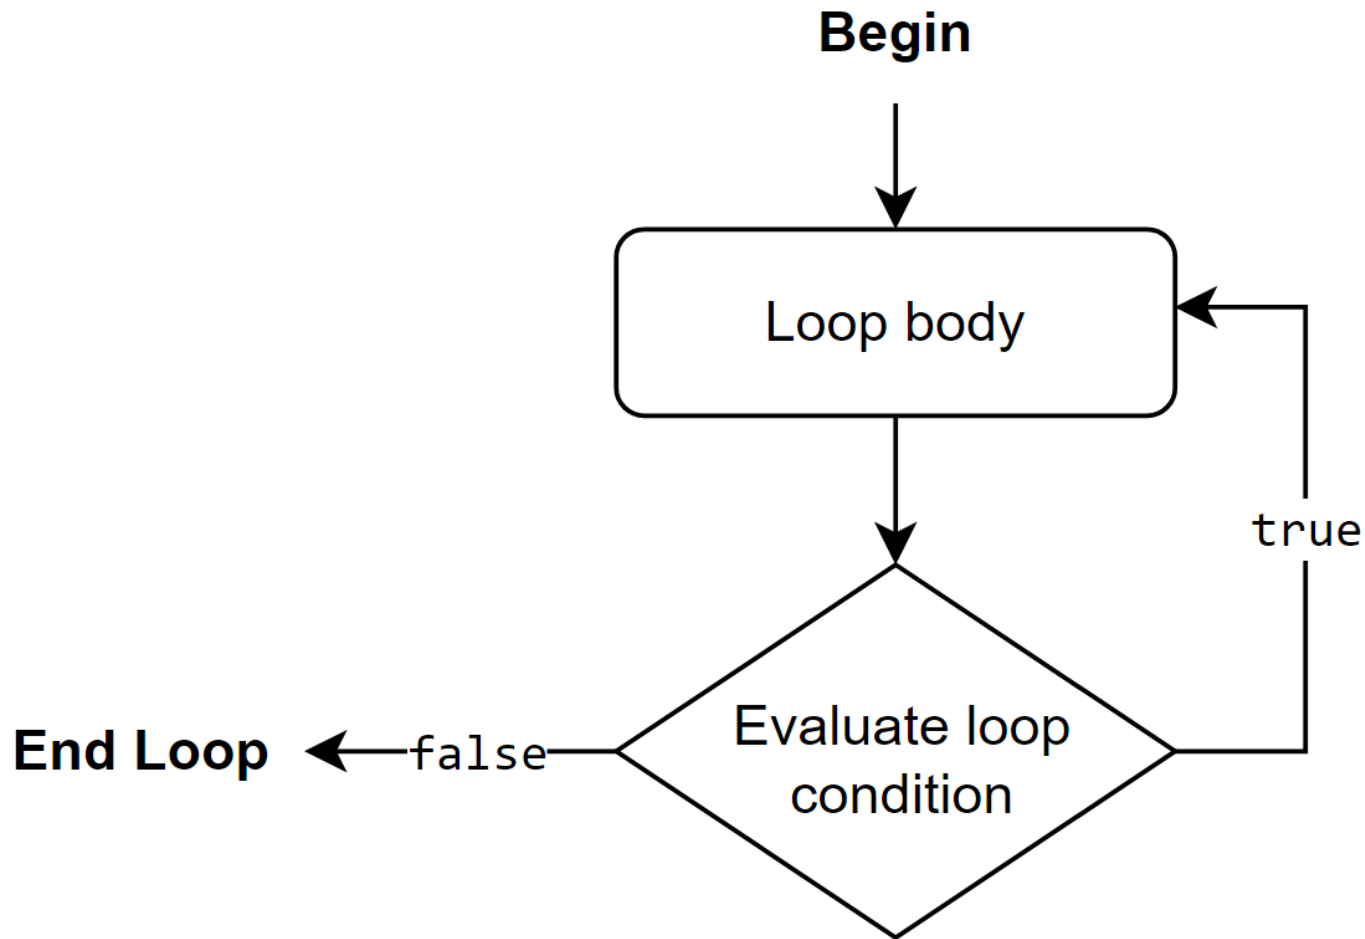 Begin
Loop body
true
Evaluate loop
condition
false
End Loop